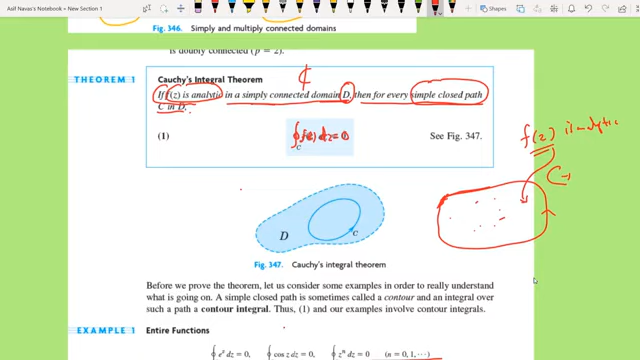 Asif Navas's Notebook » New Section 1
Shapes
Fig. 346. Simply and multiply connected domains
is doubly connected (p = 2).
THEOREM 1
Cauchy's Integral Theorem
₵
If f(z) is analytic in a simply connected domain D, then for every simple closed path
C in D,
(1) ∮C f(z) dz = 0. See Fig. 347.
f(z) is analytic
C→
D
C
Fig. 347. Cauchy's integral theorem
Before we prove the theorem, let us consider some examples in order to really understand
what is going on. A simple closed path is sometimes called a contour and an integral over
such a path a contour integral. Thus, (1) and our examples involve contour integrals.
EXAMPLE 1 Entire Functions
∮ e^z dz = 0, ∮ cos z dz = 0, ∮ z^n dz = 0 (n = 0, 1, ···)